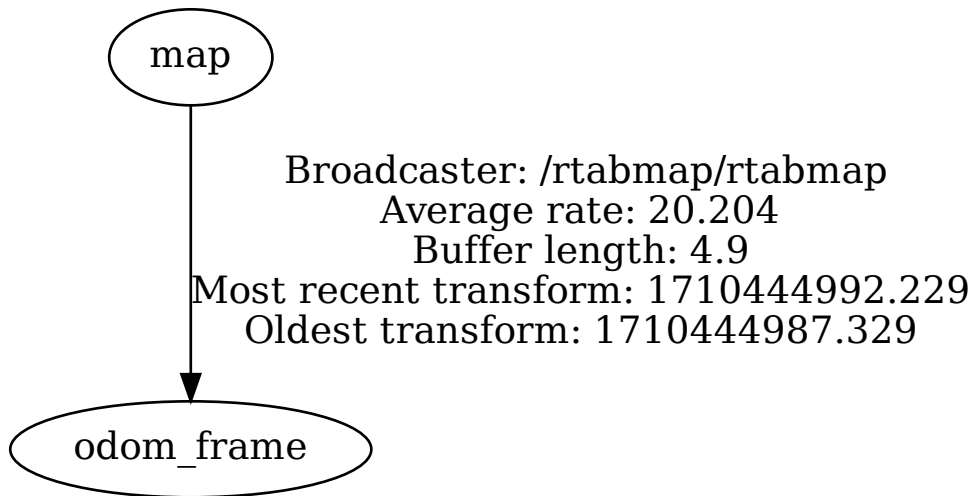 map
Broadcaster: /rtabmap/rtabmap
Average rate: 20.204
Buffer length: 4.9
Most recent transform: 1710444992.229
Oldest transform: 1710444987.329
odom_frame